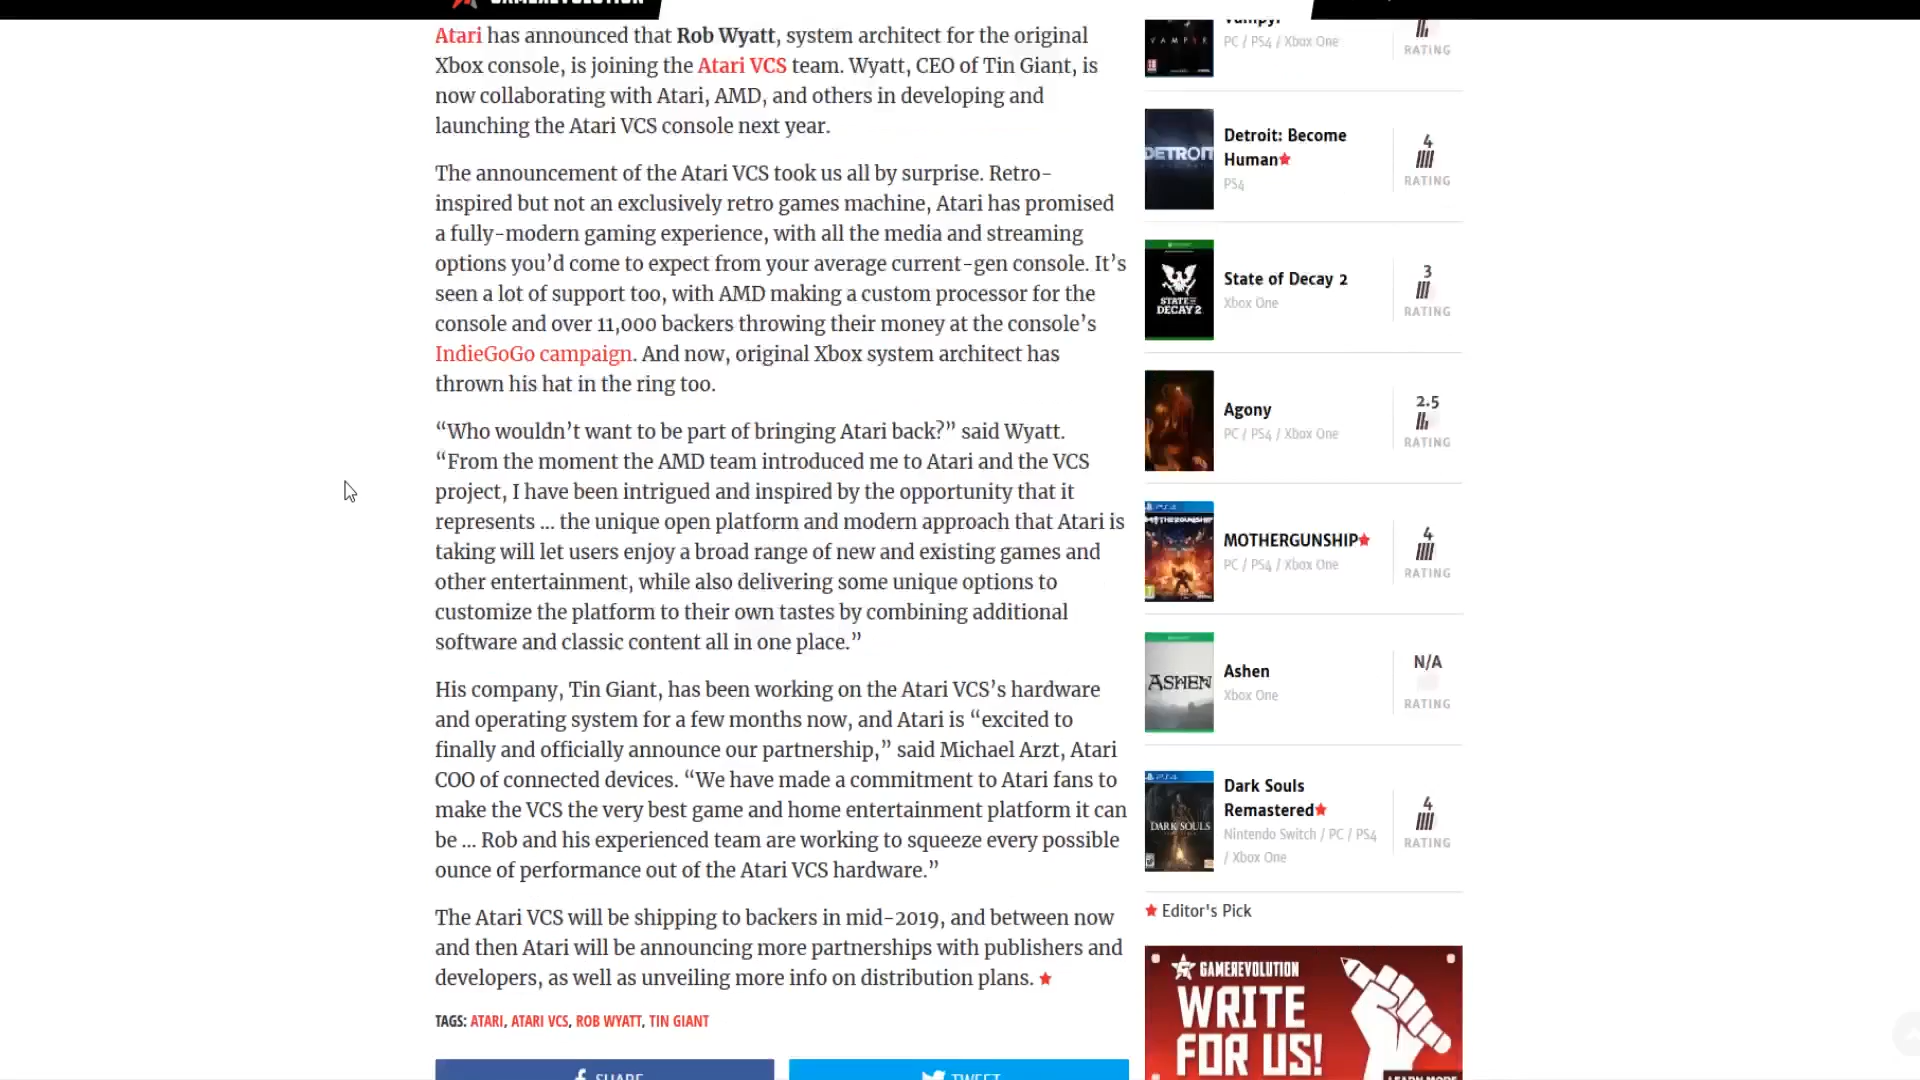 GAMEREVOLUTION
Atari has announced that Rob Wyatt, system architect for the original
Xbox console, is joining the Atari VCS team. Wyatt, CEO of Tin Giant, is
now collaborating with Atari, AMD, and others in developing and
launching the Atari VCS console next year.
The announcement of the Atari VCS took us all by surprise. Retro-
inspired but not an exclusively retro games machine, Atari has promised
a fully-modern gaming experience, with all the media and streaming
options you’d come to expect from your average current-gen console. It’s
seen a lot of support too, with AMD making a custom processor for the
console and over 11,000 backers throwing their money at the console’s
IndieGoGo campaign. And now, original Xbox system architect has
thrown his hat in the ring too.
“Who wouldn’t want to be part of bringing Atari back?” said Wyatt.
“From the moment the AMD team introduced me to Atari and the VCS
project, I have been intrigued and inspired by the opportunity that it
represents … the unique open platform and modern approach that Atari is
taking will let users enjoy a broad range of new and existing games and
other entertainment, while also delivering some unique options to
customize the platform to their own tastes by combining additional
software and classic content all in one place.”
His company, Tin Giant, has been working on the Atari VCS’s hardware
and operating system for a few months now, and Atari is “excited to
finally and officially announce our partnership,” said Michael Arzt, Atari
COO of connected devices. “We have made a commitment to Atari fans to
make the VCS the very best game and home entertainment platform it can
be … Rob and his experienced team are working to squeeze every possible
ounce of performance out of the Atari VCS hardware.”
The Atari VCS will be shipping to backers in mid-2019, and between now
and then Atari will be announcing more partnerships with publishers and
developers, as well as unveiling more info on distribution plans.
TAGS: ATARI, ATARI VCS, ROB WYATT, TIN GIANT
SHARE
TWEET
VAMPYR
Vampyr
PC / PS4 / Xbox One
RATING
DETROIT
Detroit: Become
Human
PS4
4
RATING
STATE OF
DECAY 2
State of Decay 2
Xbox One
3
RATING
Agony
PC / PS4 / Xbox One
2.5
RATING
PS4
MOTHERGUNSHIP
MOTHERGUNSHIP
PC / PS4 / Xbox One
4
RATING
ASHEN
Ashen
Xbox One
N/A
RATING
PS4
DARK SOULS
Dark Souls
Remastered
Nintendo Switch / PC / PS4
/ Xbox One
4
RATING
Editor's Pick
GAMEREVOLUTION
WRITE
FOR US!
LEARN MORE